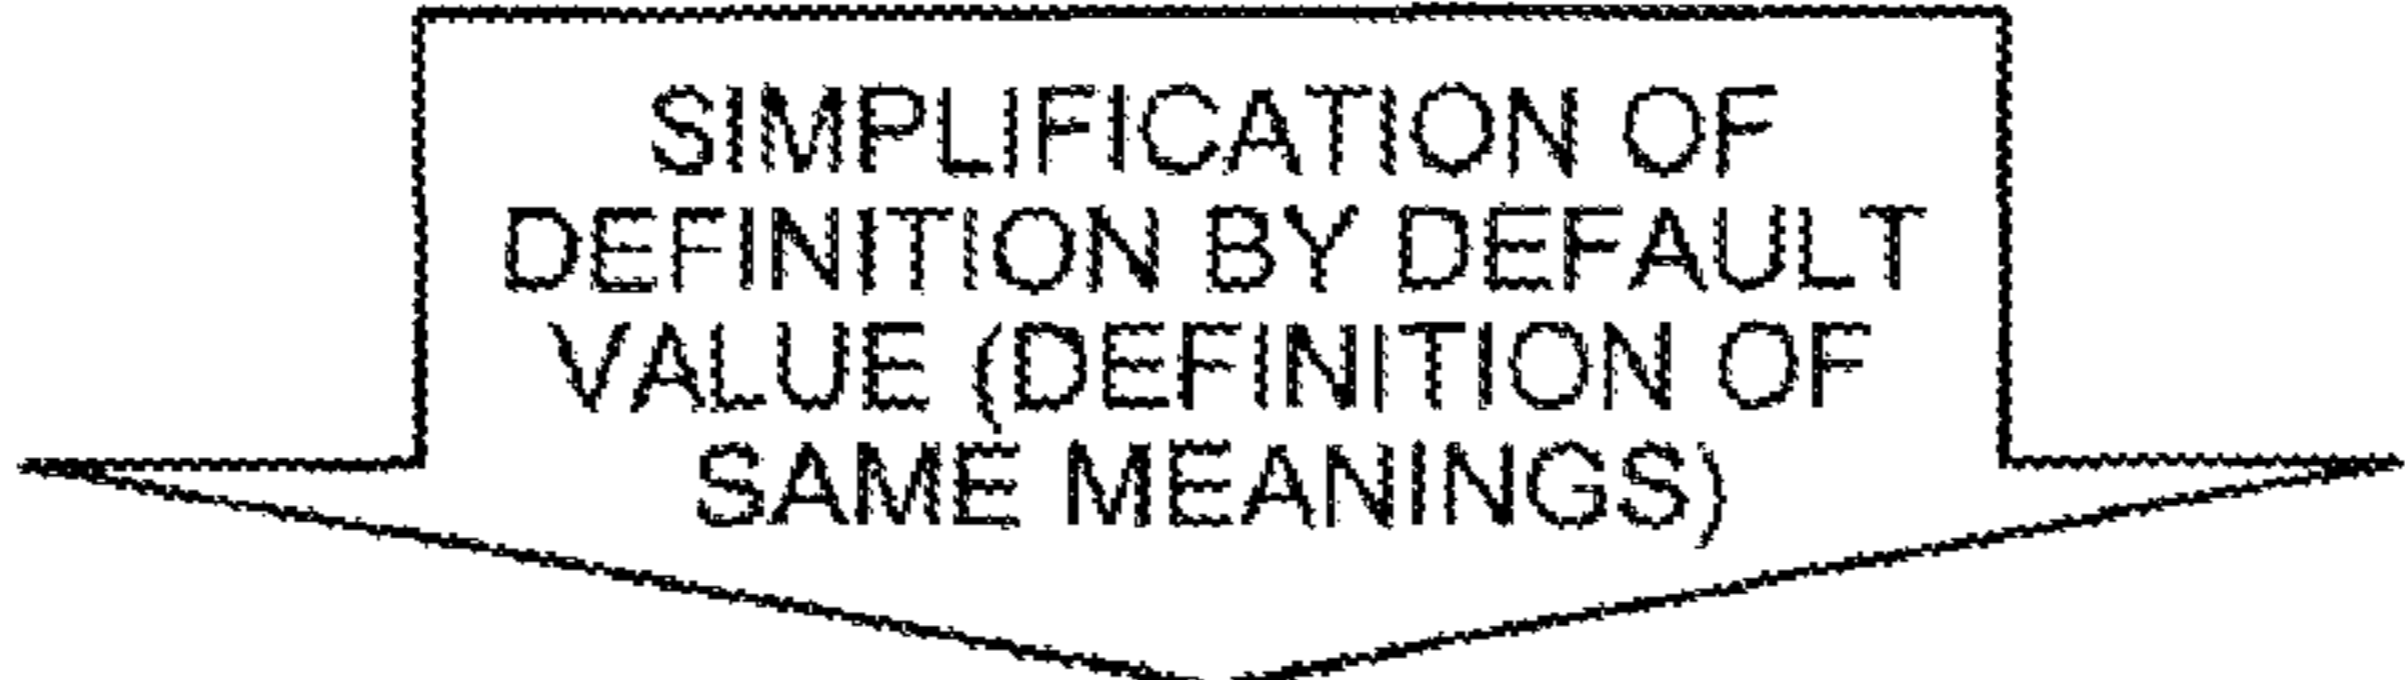 SIMPLIFICATION OF
DEFINITION BY DEFAULT
VALUE (DEFINITION OF
SAME MEANINGS)